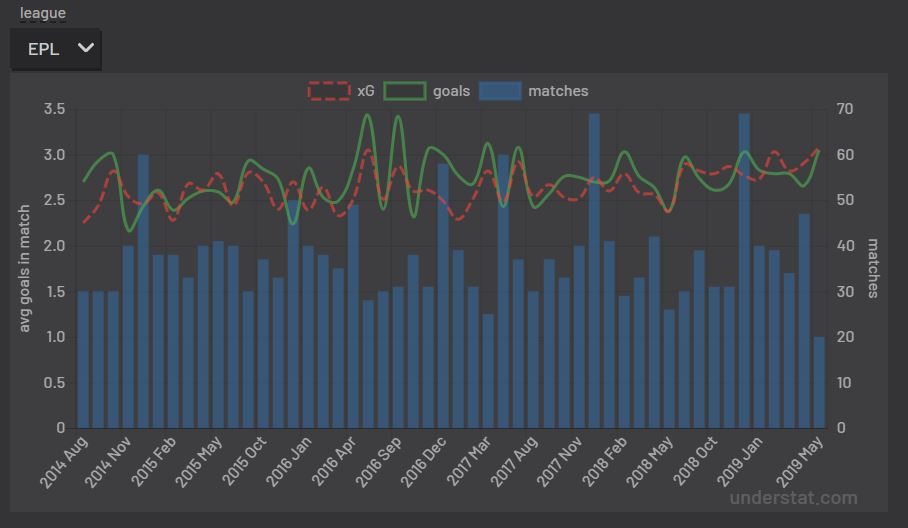 league
EPL
xG goals matches
3.5 70
3.0 60
2.5 50
2.0 40
1.5 30
1.0 20
0.5 10
0 0
avg goals in match
matches
2014 Aug 2014 Nov 2015 Feb 2015 May 2015 Oct 2016 Jan 2016 Apr 2016 Sep 2016 Dec 2017 Mar 2017 Aug 2017 Nov 2018 Feb 2018 May 2018 Oct 2019 Jan 2019 May
understat.com